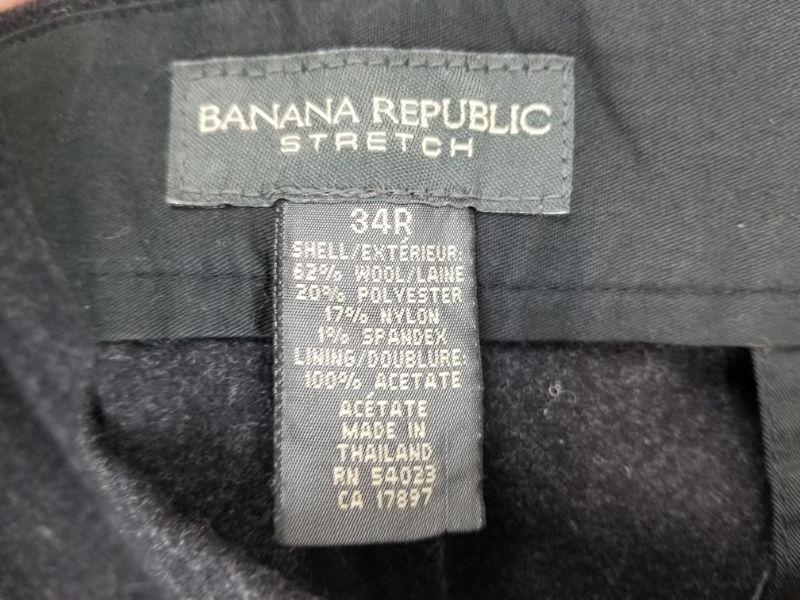 BANANA REPUBLIC
STRETCH
34R
SHELL/EXTÉRIEUR:
62% WOOL/LAINE
20% POLYESTER
17% NYLON
1% SPANDEX
LINING/DOUBLURE:
100% ACETATE
ACÉTATE
MADE IN
THAILAND
RN 54023
CA 17897